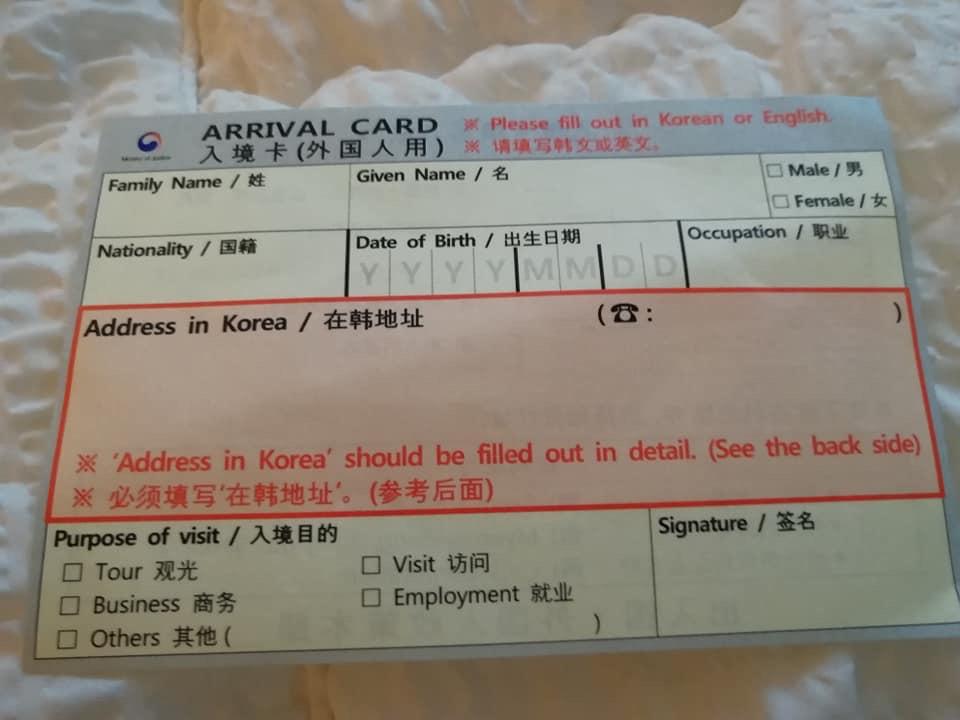 ARRIVAL CARD ※ Please fill out in Korean or English.
入境卡(外国人用) ※ 请填写韩文或英文。
Ministry of Justice
Family Name / 姓
Given Name / 名
□ Male / 男
□ Female / 女
Nationality / 国籍
Date of Birth / 出生日期
Y Y Y Y M M D D
Occupation / 职业
Address in Korea / 在韩地址 (☎: )
※ 'Address in Korea' should be filled out in detail. (See the back side)
※ 必须填写'在韩地址'。(参考后面)
Purpose of visit / 入境目的
□ Tour 观光 □ Visit 访问
□ Business 商务 □ Employment 就业
□ Others 其他 ( )
Signature / 签名